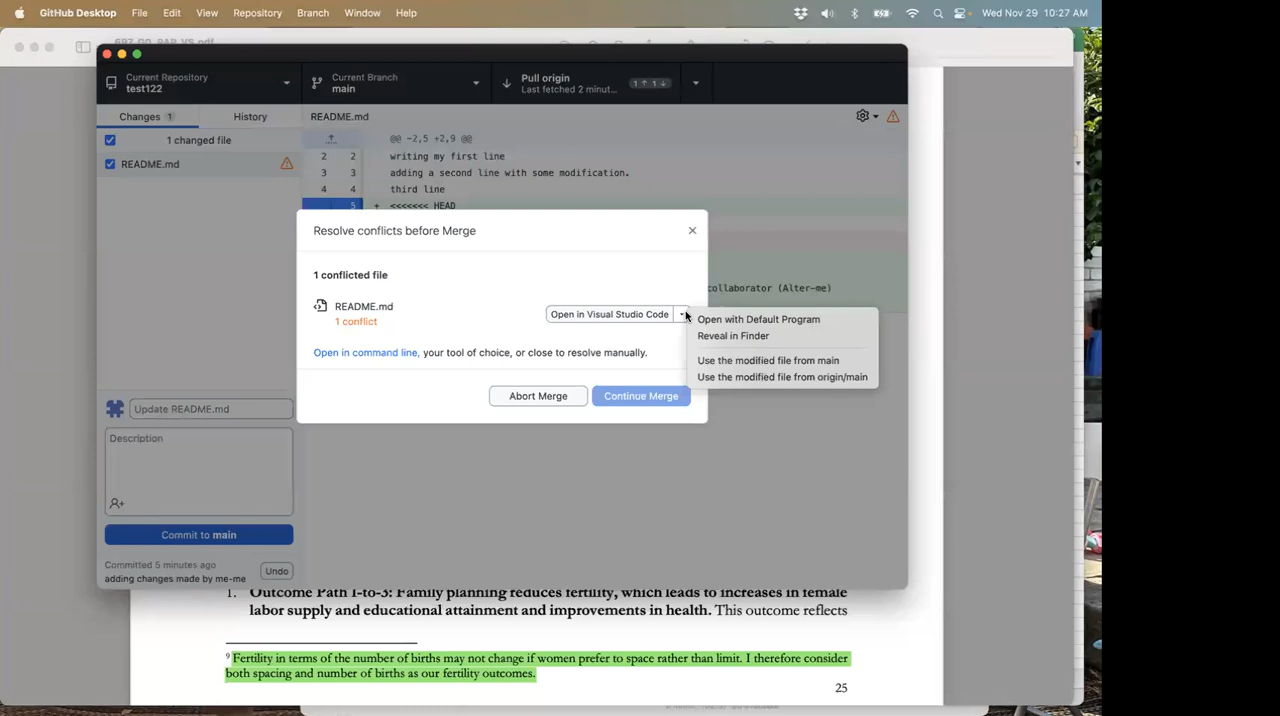 GitHub Desktop File Edit View Repository Branch Window Help Wed Nov 29 10:27 AM
Current Repository
test122
Current Branch
main
Pull origin
Last fetched 2 minut...
1 1
Changes 1
History
README.md
1 changed file
README.md
@@ -2,5 +2,9 @@
2 2 writing my first line
3 3 adding a second line with some modification.
4 4 third line
5 + <<<<<<< HEAD
collaborator (Alter-me)
Resolve conflicts before Merge
1 conflicted file
README.md
1 conflict
Open in Visual Studio Code
Open in command line, your tool of choice, or close to resolve manually.
Abort Merge
Continue Merge
Open with Default Program
Reveal in Finder
Use the modified file from main
Use the modified file from origin/main
Update README.md
Description
Commit to main
Committed 5 minutes ago
adding changes made by me-me
Undo
1. Outcome Path 1-to-3: Family planning reduces fertility, which leads to increases in female
labor supply and educational attainment and improvements in health. This outcome reflects
9 Fertility in terms of the number of births may not change if women prefer to space rather than limit. I therefore consider
both spacing and number of births as our fertility outcomes.
25